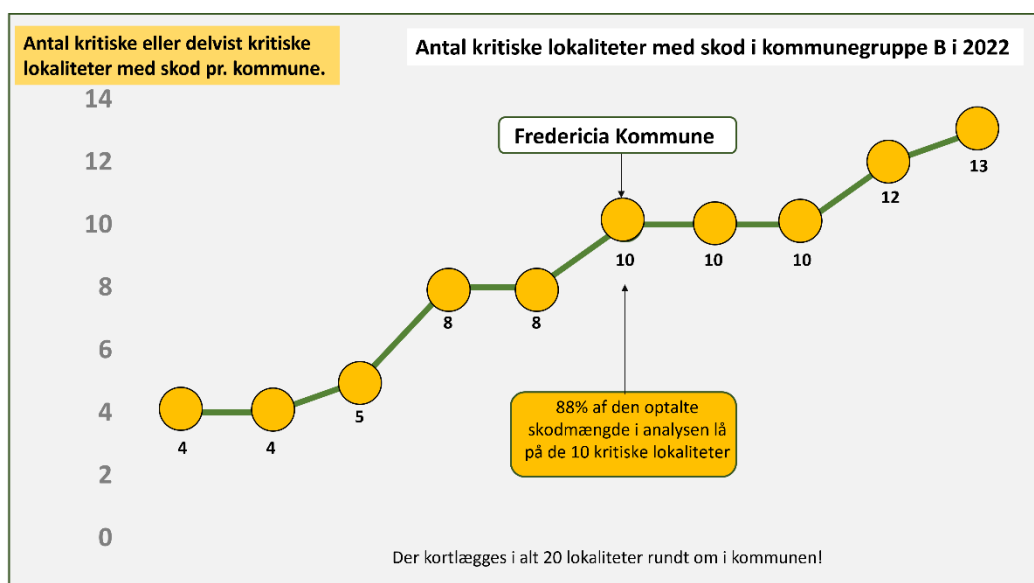 Antal kritiske eller delvist kritiske
lokaliteter med skod pr. kommune.
Antal kritiske lokaliteter med skod i kommunegruppe B i 2022
14
12
10
8
6
4
2
0
Fredericia Kommune
4
4
5
8
8
10
10
10
12
13
88% af den optalte
skodmængde i analysen lå
på de 10 kritiske lokaliteter
Der kortlægges i alt 20 lokaliteter rundt om i kommunen!